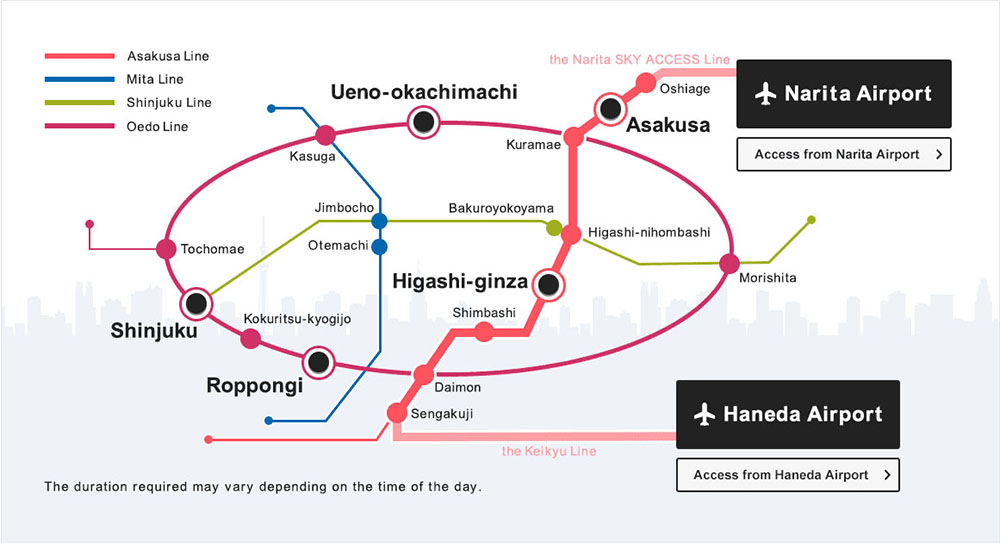 Asakusa Line
Mita Line
Shinjuku Line
Oedo Line
the Narita SKY ACCESS Line
Oshiage
Narita Airport
Access from Narita Airport
Ueno-okachimachi
Asakusa
Kuramae
Kasuga
Jimbocho
Bakuroyokoyama
Otemachi
Higashi-nihombashi
Tochomae
Morishita
Higashi-ginza
Shimbashi
Kokuritsu-kyogijo
Shinjuku
Roppongi
Daimon
Sengakuji
Haneda Airport
the Keikyu Line
Access from Haneda Airport
The duration required may vary depending on the time of the day.